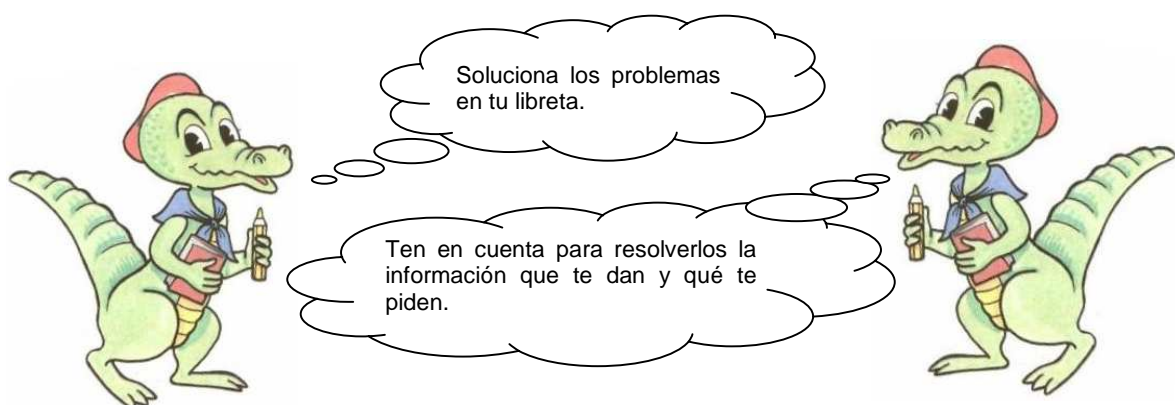 Soluciona los problemas
en tu libreta.
Ten en cuenta para resolverlos la
información que te dan y qué te
piden.